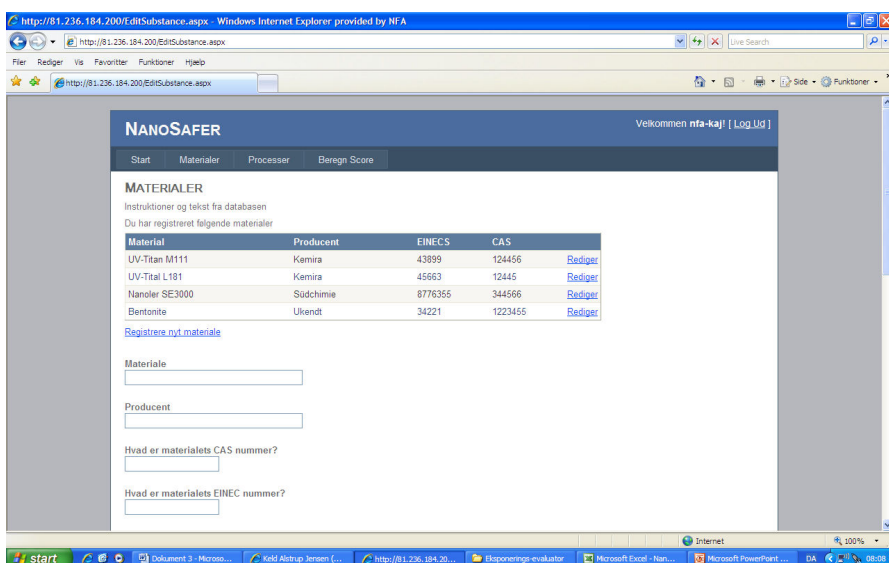 http://81.236.184.200/EditSubstance.aspx - Windows Internet Explorer provided by NFA
http://81.236.184.200/EditSubstance.aspx Live Search
Filer Rediger Vis Favoritter Funktioner Hjælp
http://81.236.184.200/EditSubstance.aspx Side Funktioner
NANOSAFER Velkommen nfa-kaj! [ Log Ud ]
Start Materialer Processer Beregn Score
MATERIALER
Instruktioner og tekst fra databasen
Du har registreret følgende materialer
Material Producent EINECS CAS
UV-Titan M111 Kemira 43899 124456 Rediger
UV-Tital L181 Kemira 45663 12445 Rediger
Nanoler SE3000 Südchimie 8776355 344566 Rediger
Bentonite Ukendt 34221 1223455 Rediger
Registrere nyt materiale
Materiale
Producent
Hvad er materialets CAS nummer?
Hvad er materialets EINEC nummer?
Internet 100%
start Dokument 3 - Microso... Keld Alstrup Jensen (... http://81.236.184.20... Eksponerings-evaluator Microsoft Excel - Nan... Microsoft PowerPoint ... DA 08:08